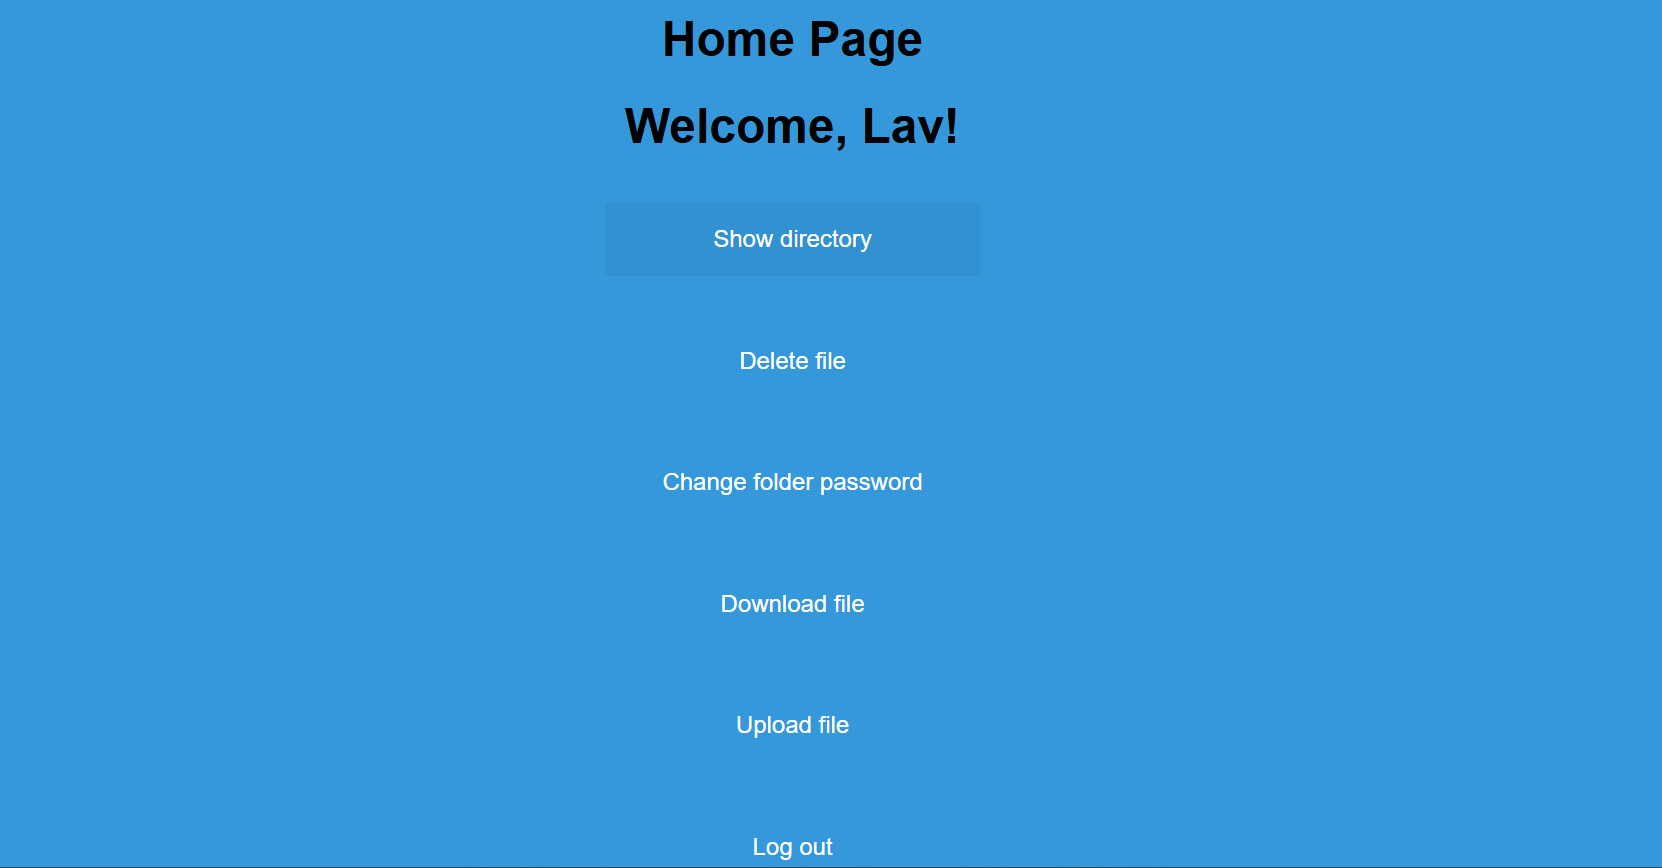 Home Page
Welcome, Lav!
Show directory
Delete file
Change folder password
Download file
Upload file
Log out